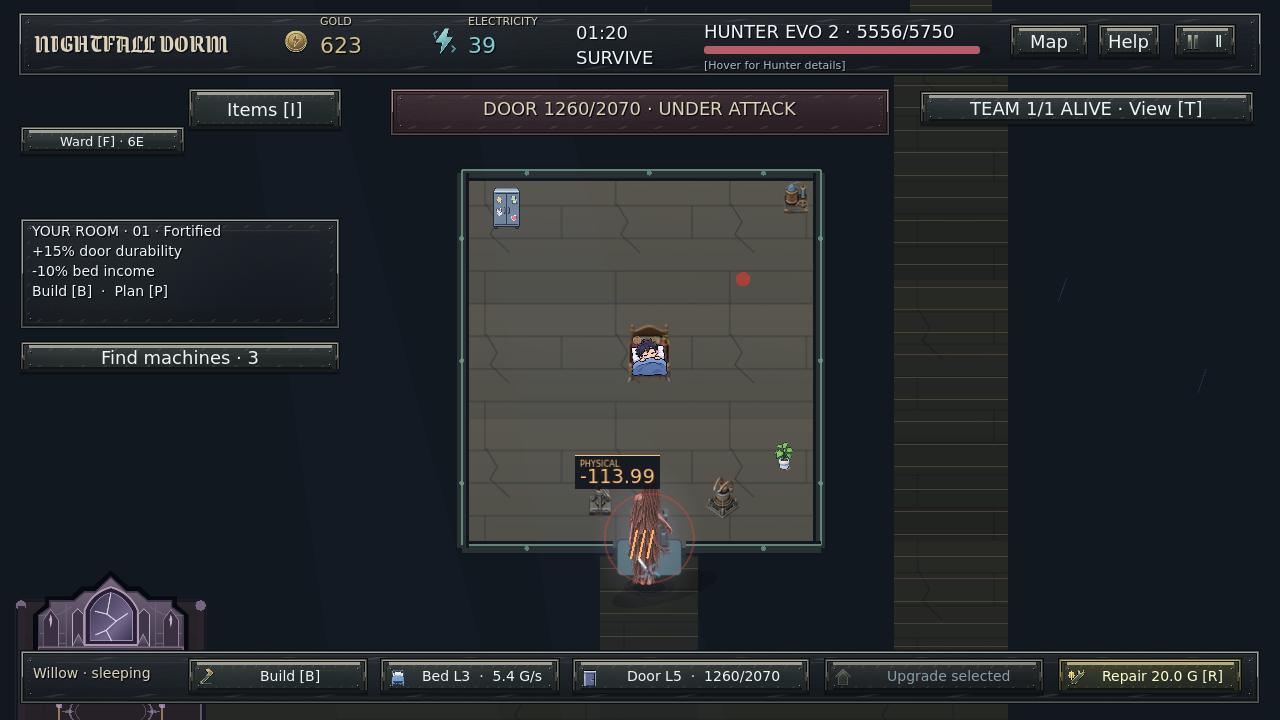 NIGHTFALL DORM
GOLD
623
ELECTRICITY
39
01:20
SURVIVE
HUNTER EVO 2 · 5556/5750
[Hover for Hunter details]
Map
Help
II
Items [I]
DOOR 1260/2070 · UNDER ATTACK
TEAM 1/1 ALIVE · View [T]
Ward [F] · 6E
YOUR ROOM · 01 · Fortified
+15% door durability
-10% bed income
Build [B] · Plan [P]
Find machines · 3
PHYSICAL
-113.99
Willow · sleeping
Build [B]
Bed L3 · 5.4 G/s
Door L5 · 1260/2070
Upgrade selected
Repair 20.0 G [R]